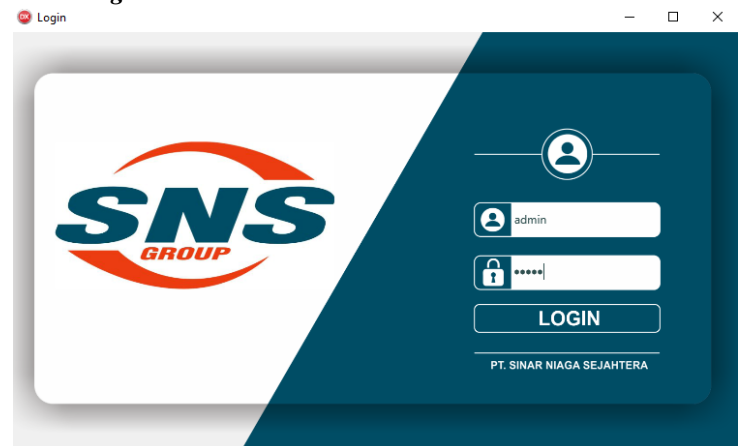 Login
SNS
GROUP
admin
•••••
LOGIN
PT. SINAR NIAGA SEJAHTERA